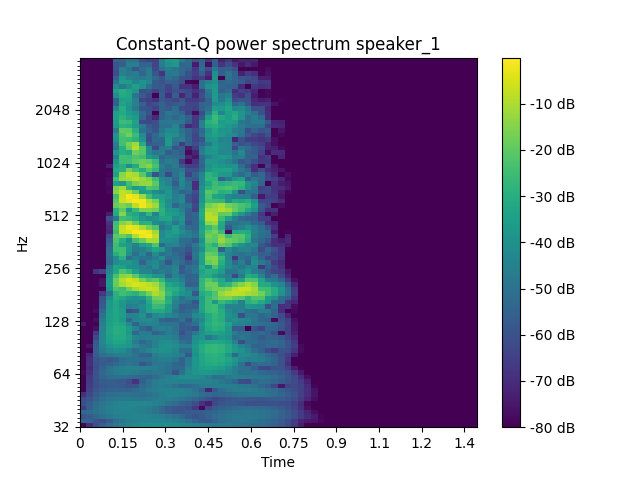 Constant-Q power spectrum speaker_1
2048
1024
512
256
128
64
32
Hz
0 0.15 0.3 0.45 0.6 0.75 0.9 1.1 1.2 1.4
Time
-10 dB
-20 dB
-30 dB
-40 dB
-50 dB
-60 dB
-70 dB
-80 dB